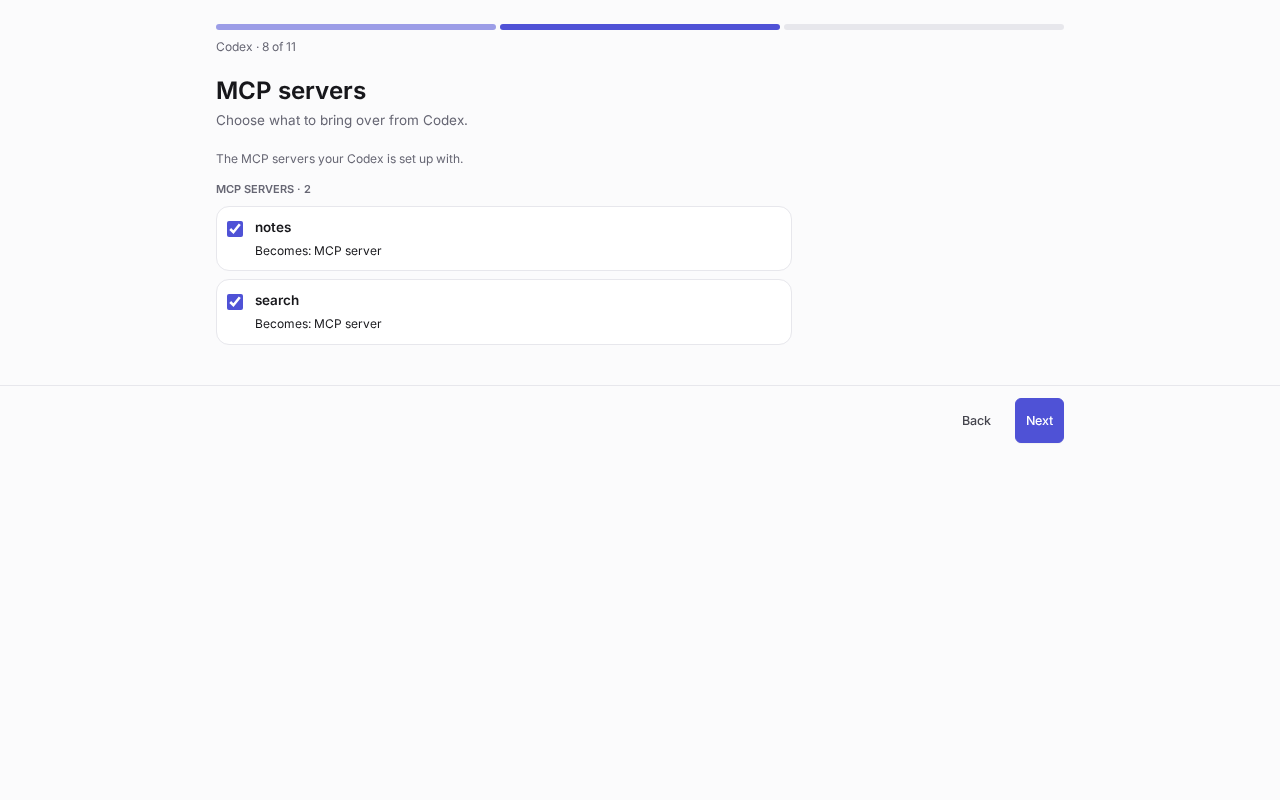 Codex · 8 of 11
MCP servers
Choose what to bring over from Codex.
The MCP servers your Codex is set up with.
MCP SERVERS · 2
notes
Becomes: MCP server
search
Becomes: MCP server
Back
Next